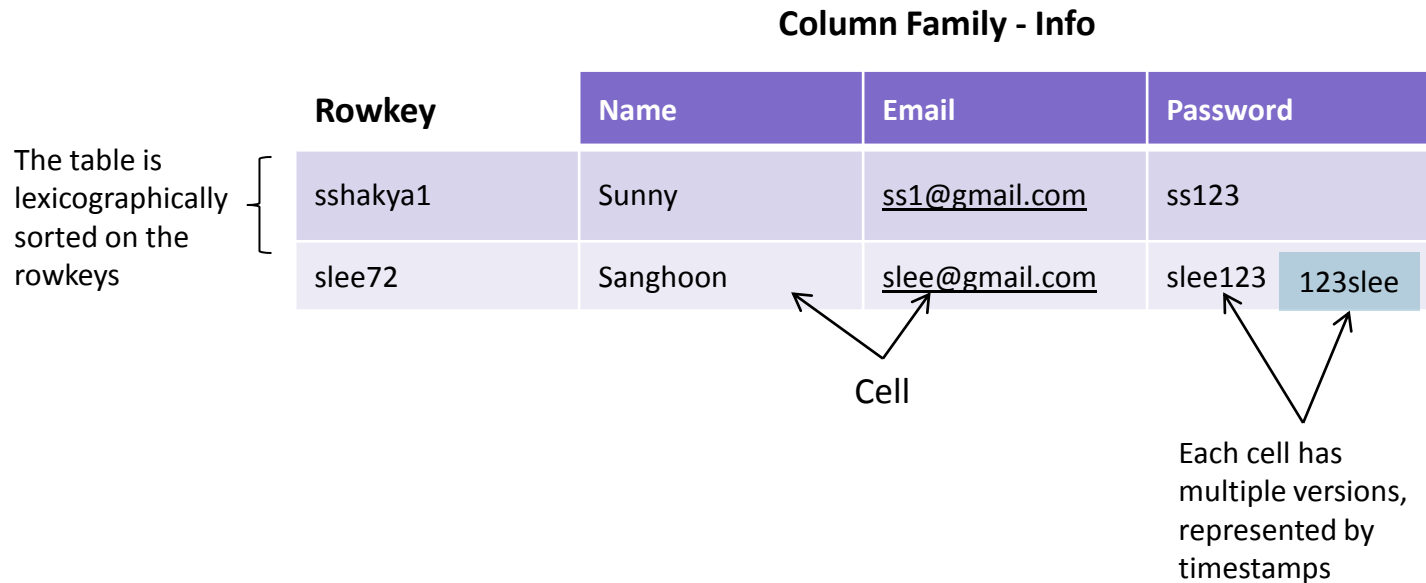 Column Family - Info
Rowkey Name Email Password
The table is
lexicographically
sorted on the
rowkeys
sshakya1 Sunny ss1@gmail.com ss123
slee72 Sanghoon slee@gmail.com slee123 123slee
Cell
Each cell has
multiple versions,
represented by
timestamps